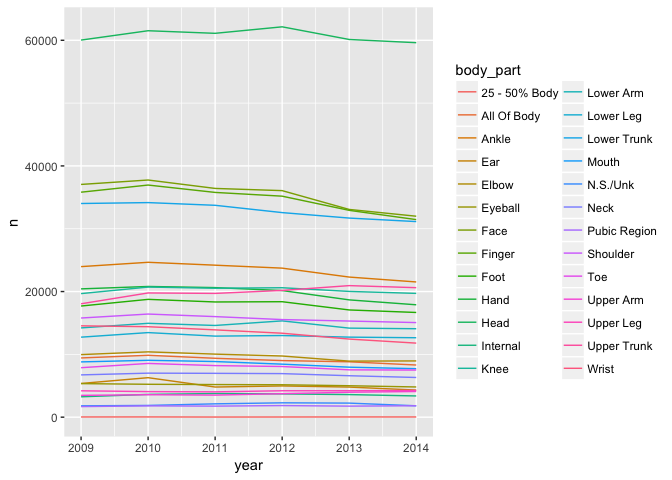 60000
40000
20000
0
n
2009 2010 2011 2012 2013 2014
year
body_part
25 - 50% Body
All Of Body
Ankle
Ear
Elbow
Eyeball
Face
Finger
Foot
Hand
Head
Internal
Knee
Lower Arm
Lower Leg
Lower Trunk
Mouth
N.S./Unk
Neck
Pubic Region
Shoulder
Toe
Upper Arm
Upper Leg
Upper Trunk
Wrist